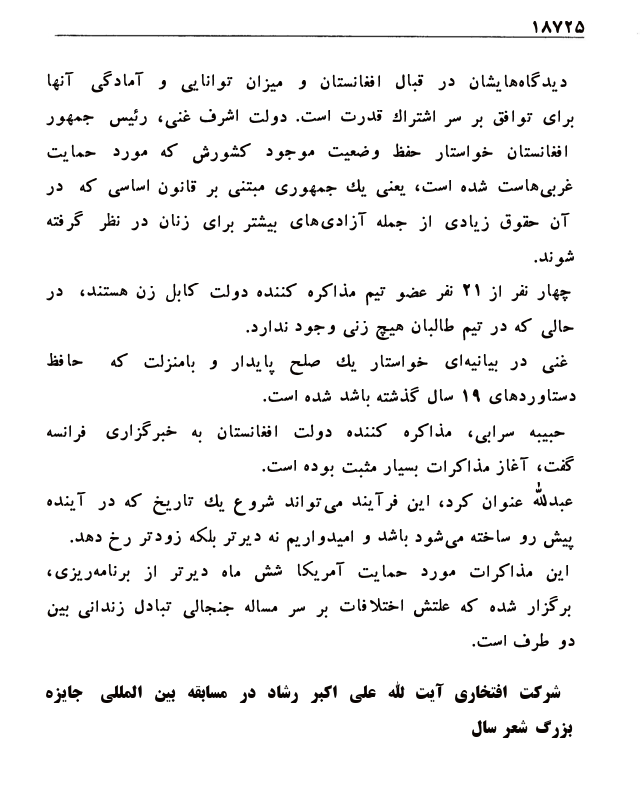 ۱۸۷۲۵
دیدگاه‌هایشان در قبال افغانستان و میزان توانایی و آمادگی آنها
برای توافق بر سر اشتراك قدرت است. دولت اشرف غنی، رئیس جمهور
افغانستان خواستار حفظ وضعیت موجود کشورش که مورد حمایت
غربی‌هاست شده است، یعنی یك جمهوری مبتنی بر قانون اساسی که در
آن حقوق زیادی از جمله آزادی‌های بیشتر برای زنان در نظر گرفته
شوند.
چهار نفر از ۲۱ نفر عضو تیم مذاکره کننده دولت کابل زن هستند، در
حالی که در تیم طالبان هیچ زنی وجود ندارد.
غنی در بیانیه‌ای خواستار یك صلح پایدار و بامنزلت که حافظ
دستاوردهای ۱۹ سال گذشته باشد شده است.
حبیبه سرابی، مذاکره کننده دولت افغانستان به خبرگزاری فرانسه
گفت، آغاز مذاکرات بسیار مثبت بوده است.
عبدلله عنوان کرد، این فرآیند می‌تواند شروع یك تاریخ که در آینده
پیش رو ساخته می‌شود باشد و امیدواریم نه دیرتر بلکه زودتر رخ دهد.
این مذاکرات مورد حمایت آمریکا شش ماه دیرتر از برنامه‌ریزی،
برگزار شده که علتش اختلافات بر سر مساله جنجالی تبادل زندانی بین
دو طرف است.
شرکت افتخاری آیت لله علی اکبر رشاد در مسابقه بین المللی جایزه
بزرگ شعر سال